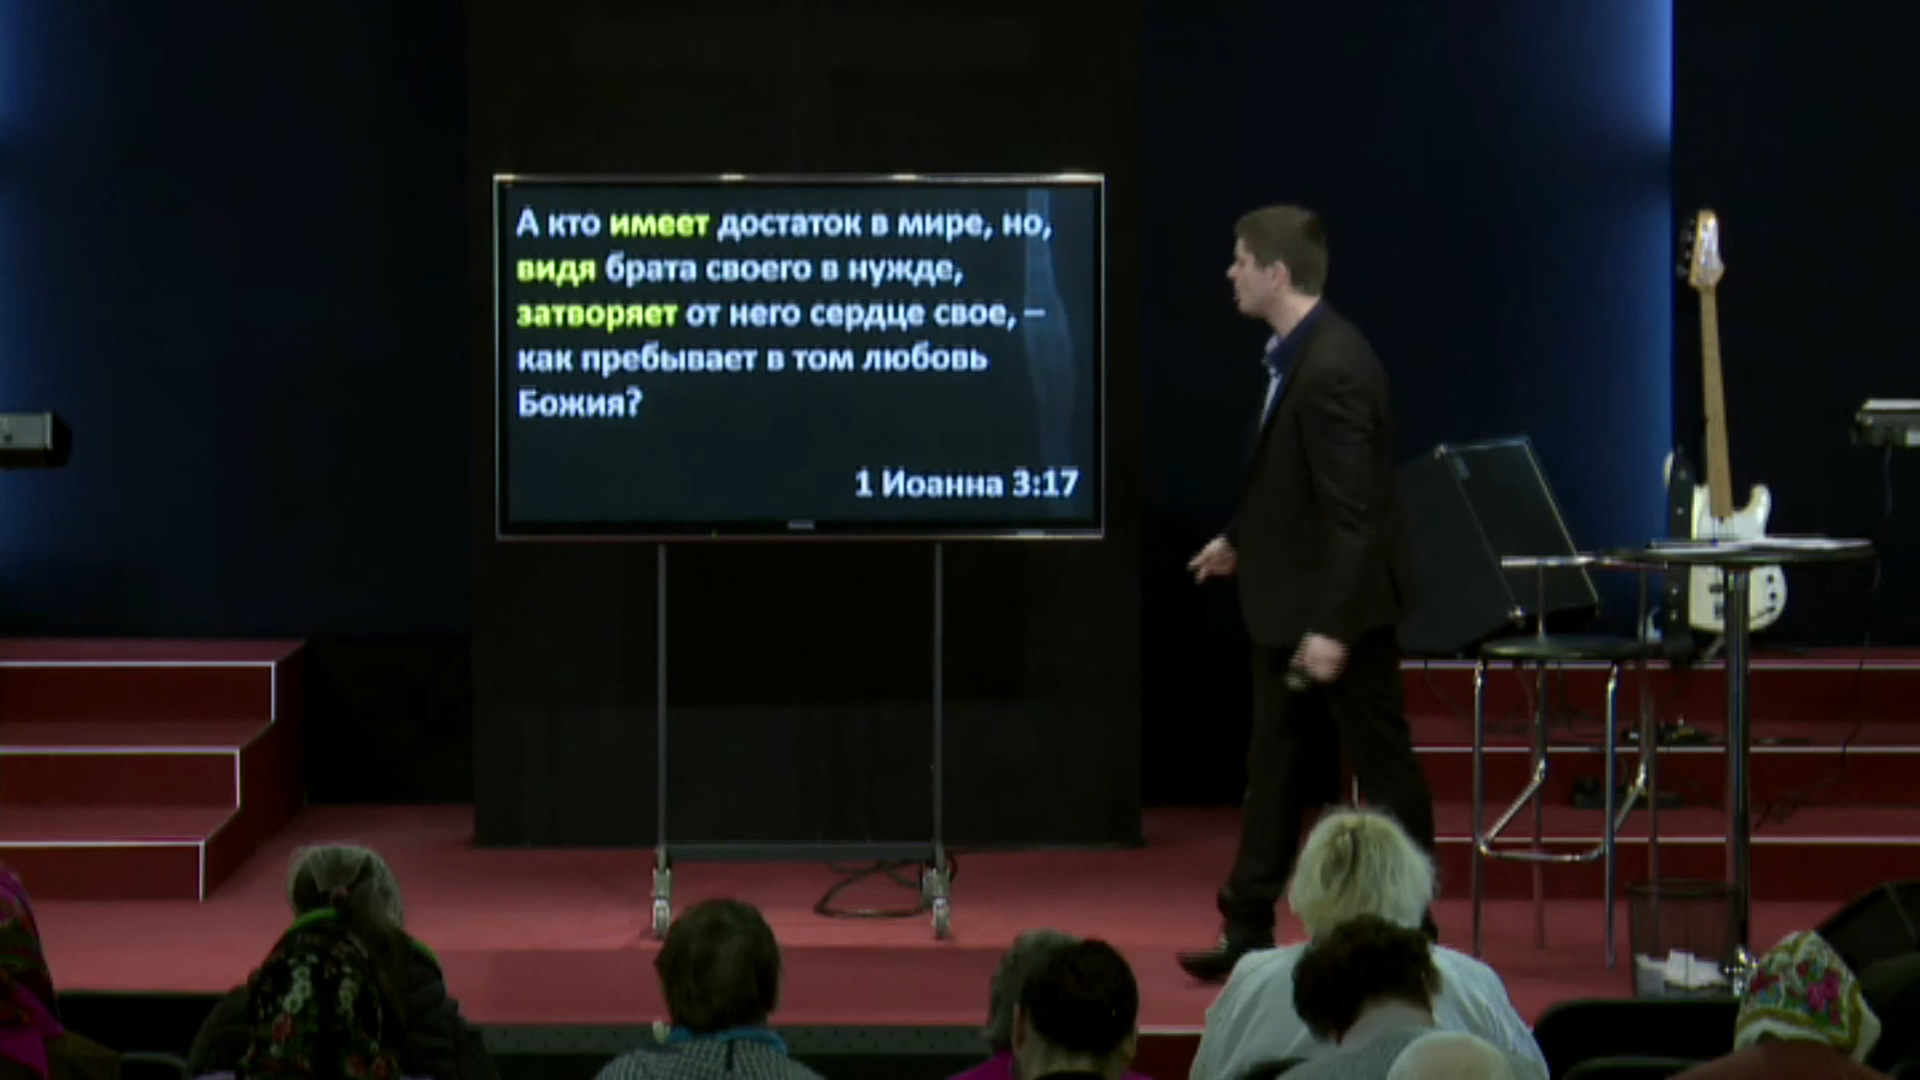 А кто имеет достаток в мире, но,
видя брата своего в нужде,
затворяет от него сердце свое, –
как пребывает в том любовь
Божия?
1 Иоанна 3:17